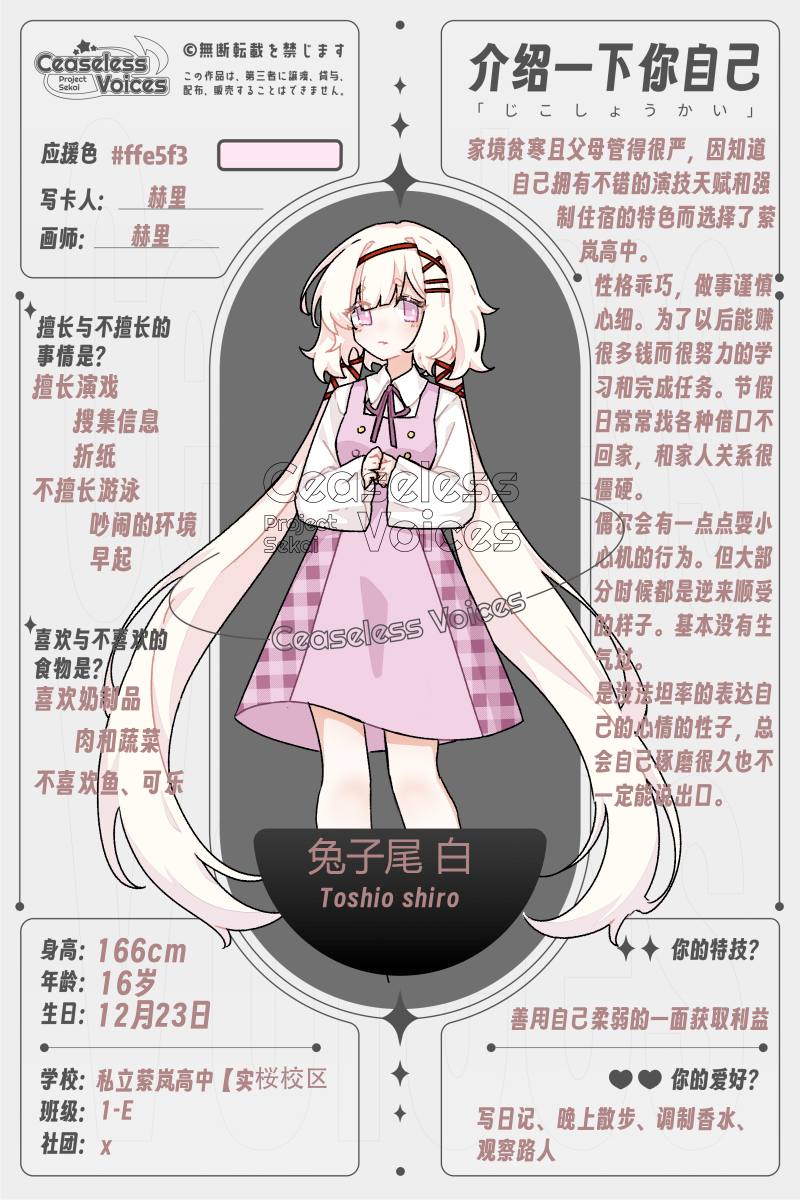 Ceaseless
Project
Sekai
Voices
©無断転載を禁じます
この作品は、第三者に譲渡、貸与、
配布、販売することはできません。
应援色 #ffe5f3
写卡人: 赫里
画师: 赫里
介绍一下你自己
「じこしょうかい」
家境贫寒且父母管得很严，因知道
自己拥有不错的演技天赋和强
制住宿的特色而选择了萦
岚高中。
性格乖巧，做事谨慎
心细。为了以后能赚
很多钱而很努力的学
习和完成任务。节假
日常常找各种借口不
回家，和家人关系很
僵硬。
偶尔会有一点点耍小
心机的行为。但大部
分时候都是逆来顺受
的样子。基本没有生
气过。
是没法坦率的表达自
己的心情的性子，总
会自己琢磨很久也不
一定能说出口。
擅长与不擅长的
事情是?
擅长演戏
搜集信息
折纸
不擅长游泳
吵闹的环境
早起
喜欢与不喜欢的
食物是?
喜欢奶制品
肉和蔬菜
不喜欢鱼、可乐
Ceaseless
Project
Sekai
Voices
Ceaseless Voices
兔子尾 白
Toshio shiro
身高: 166cm
年龄: 16岁
生日: 12月23日
学校: 私立萦岚高中【实桜校区
班级: 1-E
社团: x
你的特技?
善用自己柔弱的一面获取利益
你的爱好?
写日记、晚上散步、调制香水、
观察路人